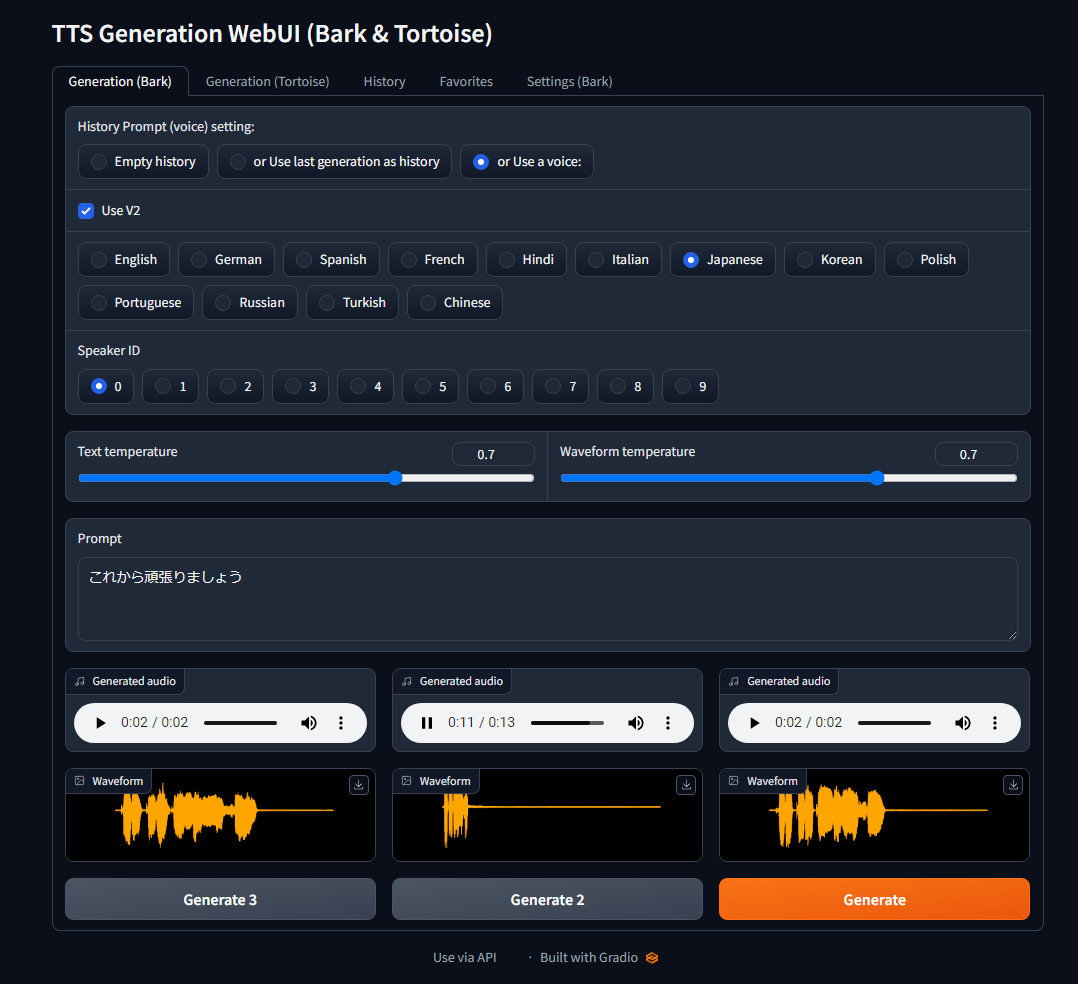 TTS Generation WebUI (Bark & Tortoise)
Generation (Bark) Generation (Tortoise) History Favorites Settings (Bark)
History Prompt (voice) setting:
Empty history or Use last generation as history or Use a voice:
Use V2
English German Spanish French Hindi Italian Japanese Korean Polish
Portuguese Russian Turkish Chinese
Speaker ID
0 1 2 3 4 5 6 7 8 9
Text temperature 0.7 Waveform temperature 0.7
Prompt
これから頑張りましょう
Generated audio Generated audio Generated audio
0:02 / 0:02 0:11 / 0:13 0:02 / 0:02
Waveform Waveform Waveform
Generate 3 Generate 2 Generate
Use via API · Built with Gradio